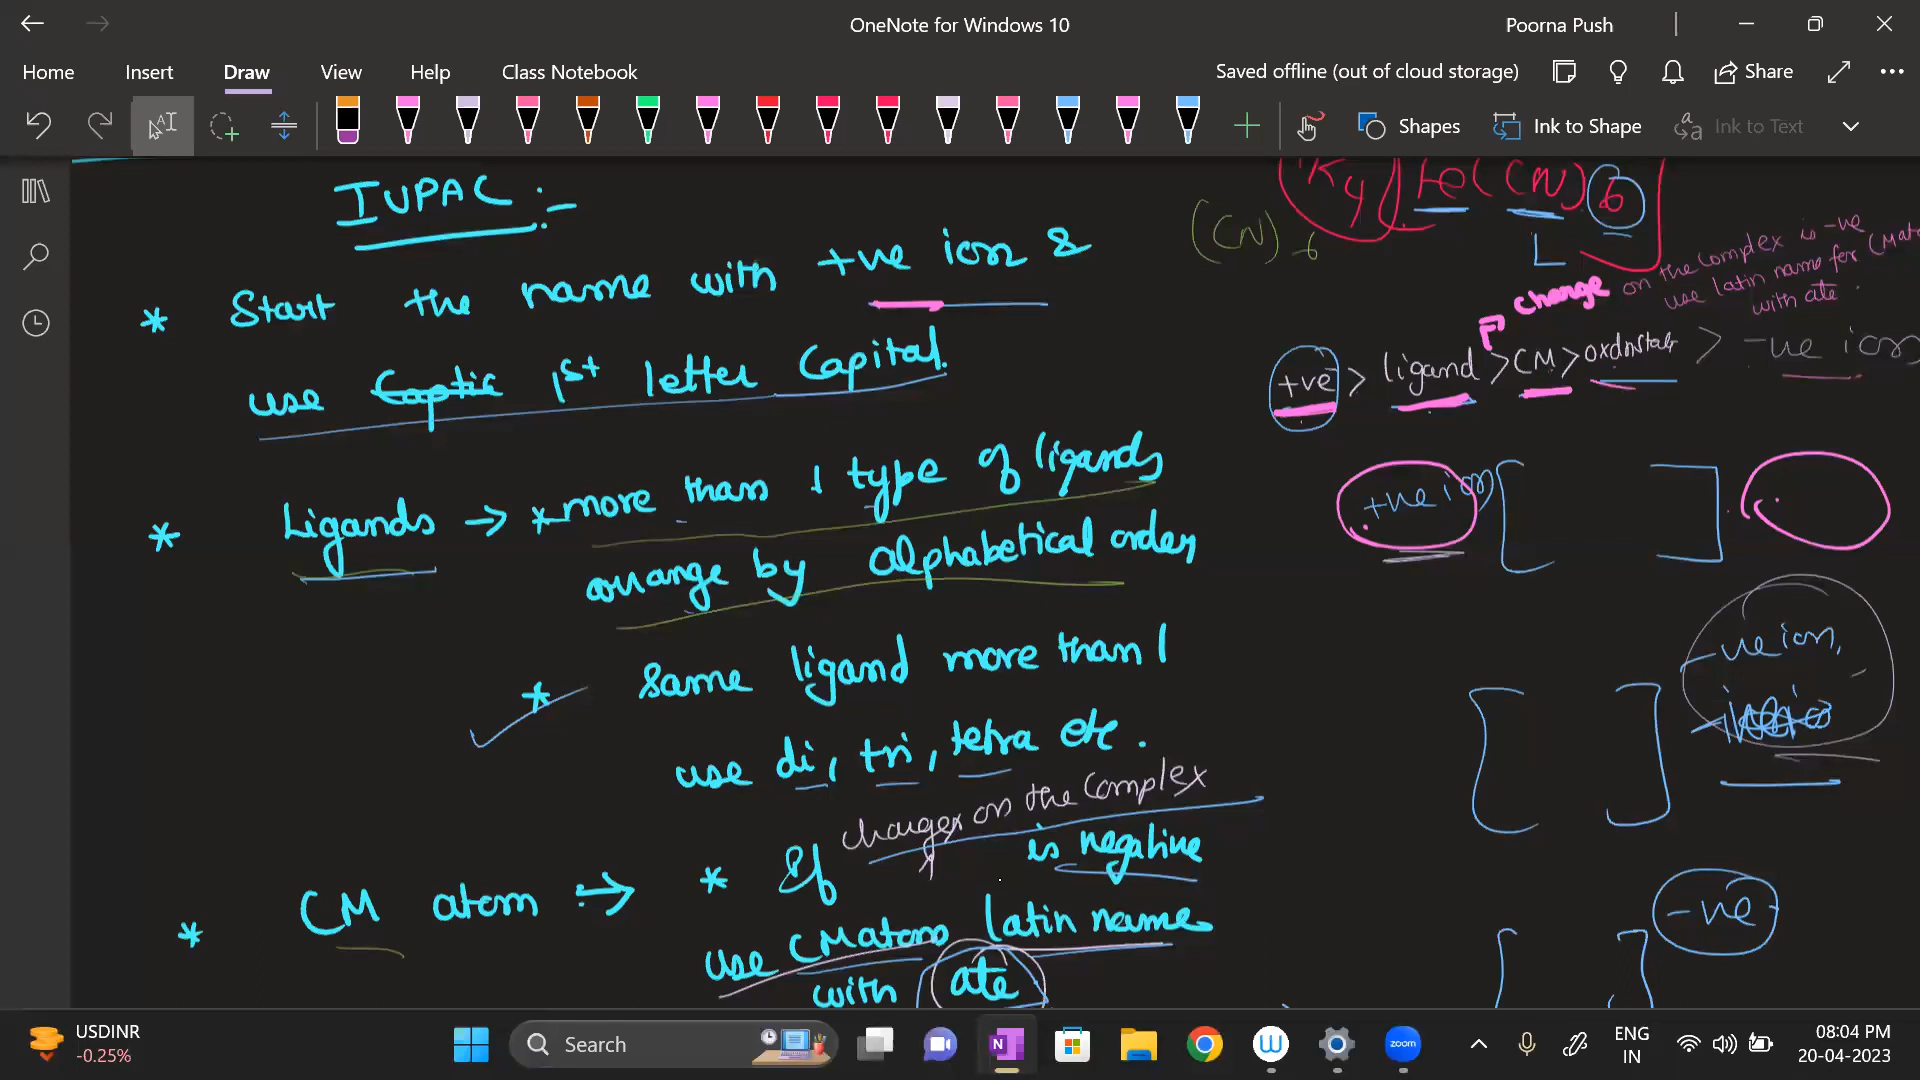 OneNote for Windows 10
Poorna Push
Home Insert Draw View Help Class Notebook
Saved offline (out of cloud storage)
Share
Shapes
Ink to Shape
Ink to Text
IUPAC :-
* Start the name with +ve ion &
use 1st letter Capital.
* Ligands → * more than 1 type of ligands
arrange by alphabetical order
* Same ligand more than 1
use di, tri, tetra etc.
* CM atom → * If charges on the Complex
is negative
use CM atom latin name
with ate
K4 [Fe(CN)6]
L
(CN)-6
change on the Complex is -ve
use latin name for CM atom
with ate.
+ve > ligand > CM > > -ve ion
+ve ion [ ]
[ ] -ve ion,
[ ] -ve
USDINR
-0.25%
Search
zoom
ENG
IN
08:04 PM
20-04-2023